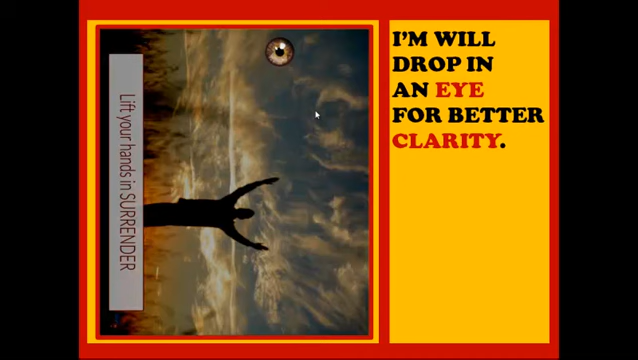 Lift your hands in SURRENDER
I'M WILL
DROP IN
AN EYE
FOR BETTER
CLARITY.